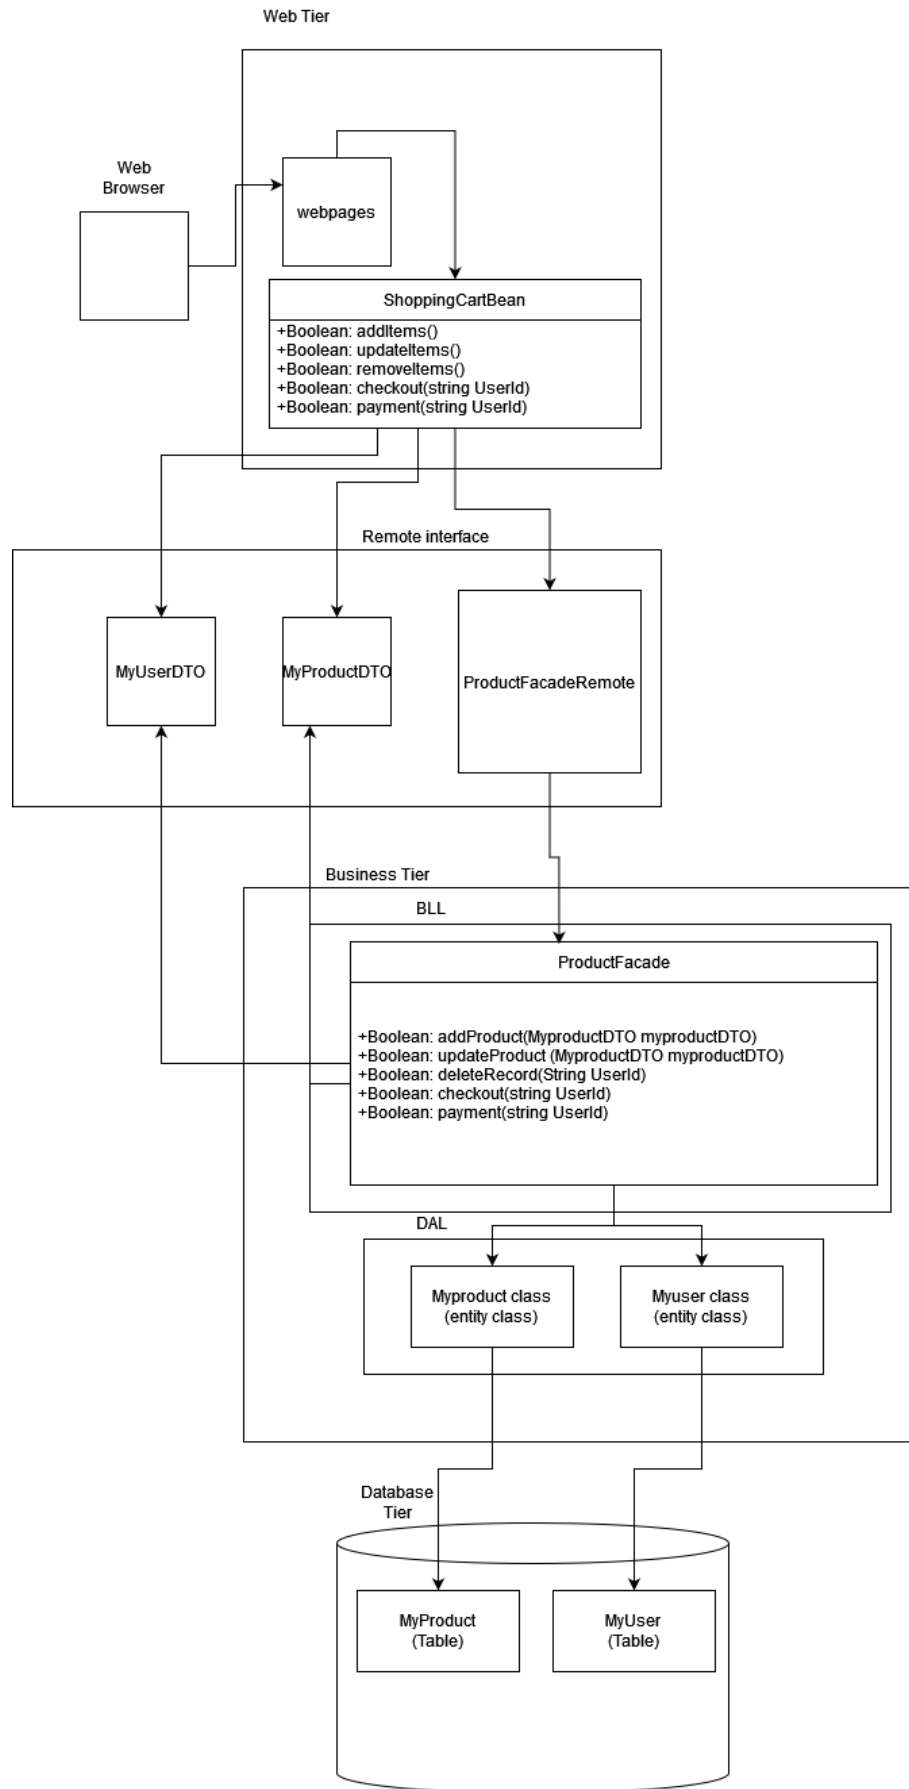 Web Tier
Web
Browser
webpages
ShoppingCartBean
+Boolean: addItems()
+Boolean: updateItems()
+Boolean: removeItems()
+Boolean: checkout(string UserId)
+Boolean: payment(string UserId)
Remote interface
MyUserDTO
MyProductDTO
ProductFacadeRemote
Business Tier
BLL
ProductFacade
+Boolean: addProduct(MyproductDTO myproductDTO)
+Boolean: updateProduct (MyproductDTO myproductDTO)
+Boolean: deleteRecord(String UserId)
+Boolean: checkout(string UserId)
+Boolean: payment(string UserId)
DAL
Myproduct class
(entity class)
Myuser class
(entity class)
Database
Tier
MyProduct
(Table)
MyUser
(Table)